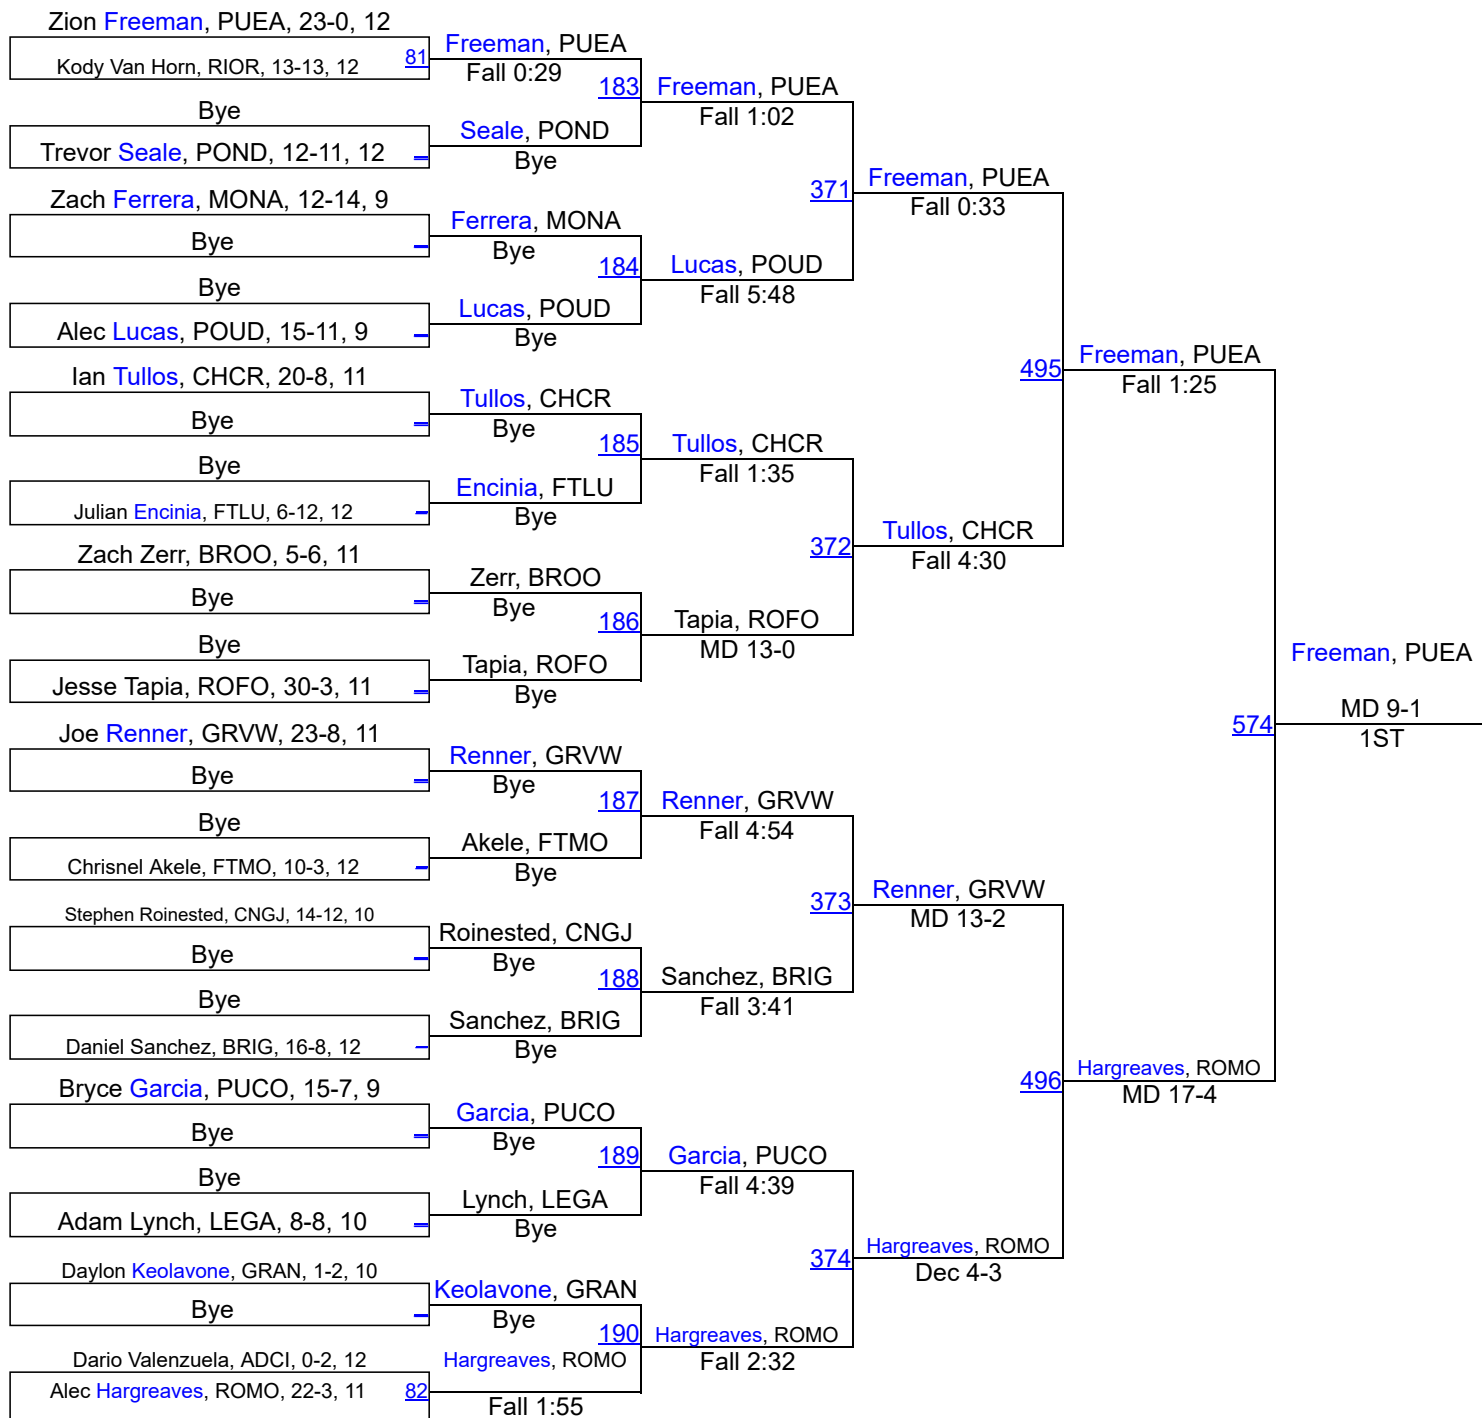 Zion Freeman, PUEA, 23-0, 12
Kody Van Horn, RIOR, 13-13, 12
81
Bye
Trevor Seale, POND, 12-11, 12
Zach Ferrera, MONA, 12-14, 9
Bye
Bye
Alec Lucas, POUD, 15-11, 9
Ian Tullos, CHCR, 20-8, 11
Bye
Bye
Julian Encinia, FTLU, 6-12, 12
Zach Zerr, BROO, 5-6, 11
Bye
Bye
Jesse Tapia, ROFO, 30-3, 11
Joe Renner, GRVW, 23-8, 11
Bye
Bye
Chrisnel Akele, FTMO, 10-3, 12
Stephen Roinested, CNGJ, 14-12, 10
Bye
Bye
Daniel Sanchez, BRIG, 16-8, 12
Bryce Garcia, PUCO, 15-7, 9
Bye
Bye
Adam Lynch, LEGA, 8-8, 10
Daylon Keolavone, GRAN, 1-2, 10
Bye
Dario Valenzuela, ADCI, 0-2, 12
Alec Hargreaves, ROMO, 22-3, 11
82
Freeman, PUEA
Fall 0:29
183
Seale, POND
Bye
Ferrera, MONA
Bye
184
Lucas, POUD
Bye
Tullos, CHCR
Bye
185
Encinia, FTLU
Bye
Zerr, BROO
Bye
186
Tapia, ROFO
Bye
Renner, GRVW
Bye
187
Akele, FTMO
Bye
Roinested, CNGJ
Bye
188
Sanchez, BRIG
Bye
Garcia, PUCO
Bye
189
Lynch, LEGA
Bye
Keolavone, GRAN
Bye
190
Hargreaves, ROMO
Fall 1:55
Freeman, PUEA
Fall 1:02
371
Lucas, POUD
Fall 5:48
Tullos, CHCR
Fall 1:35
372
Tapia, ROFO
MD 13-0
Renner, GRVW
Fall 4:54
373
Sanchez, BRIG
Fall 3:41
Garcia, PUCO
Fall 4:39
374
Hargreaves, ROMO
Fall 2:32
Freeman, PUEA
Fall 0:33
495
Tullos, CHCR
Fall 4:30
Renner, GRVW
MD 13-2
496
Hargreaves, ROMO
Dec 4-3
Freeman, PUEA
Fall 1:25
574
Hargreaves, ROMO
MD 17-4
Freeman, PUEA
MD 9-1
1ST